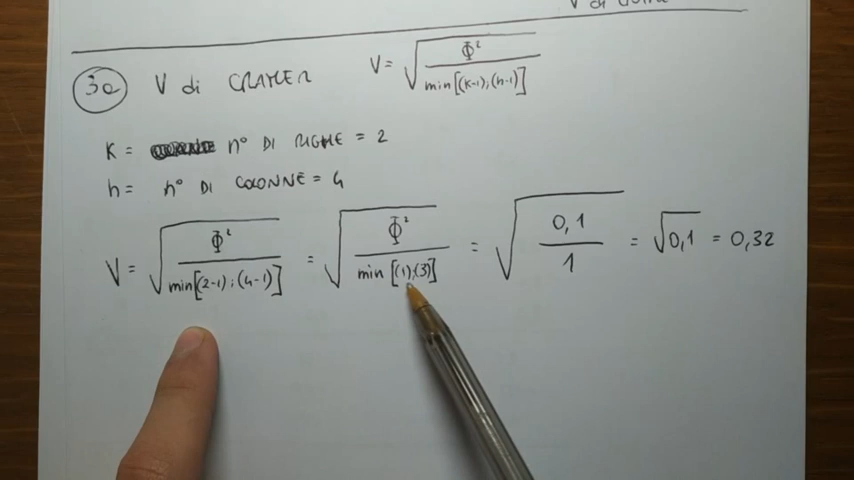 V di
3a V di CRAMER V = √Φ²/min[(K-1);(h-1)]
K = n° DI RIGHE = 2
h = n° DI COLONNE = 4
V = √Φ²/min[(2-1);(4-1)] = √Φ²/min[(1);(3)] = √0,1/1 = √0,1 = 0,32